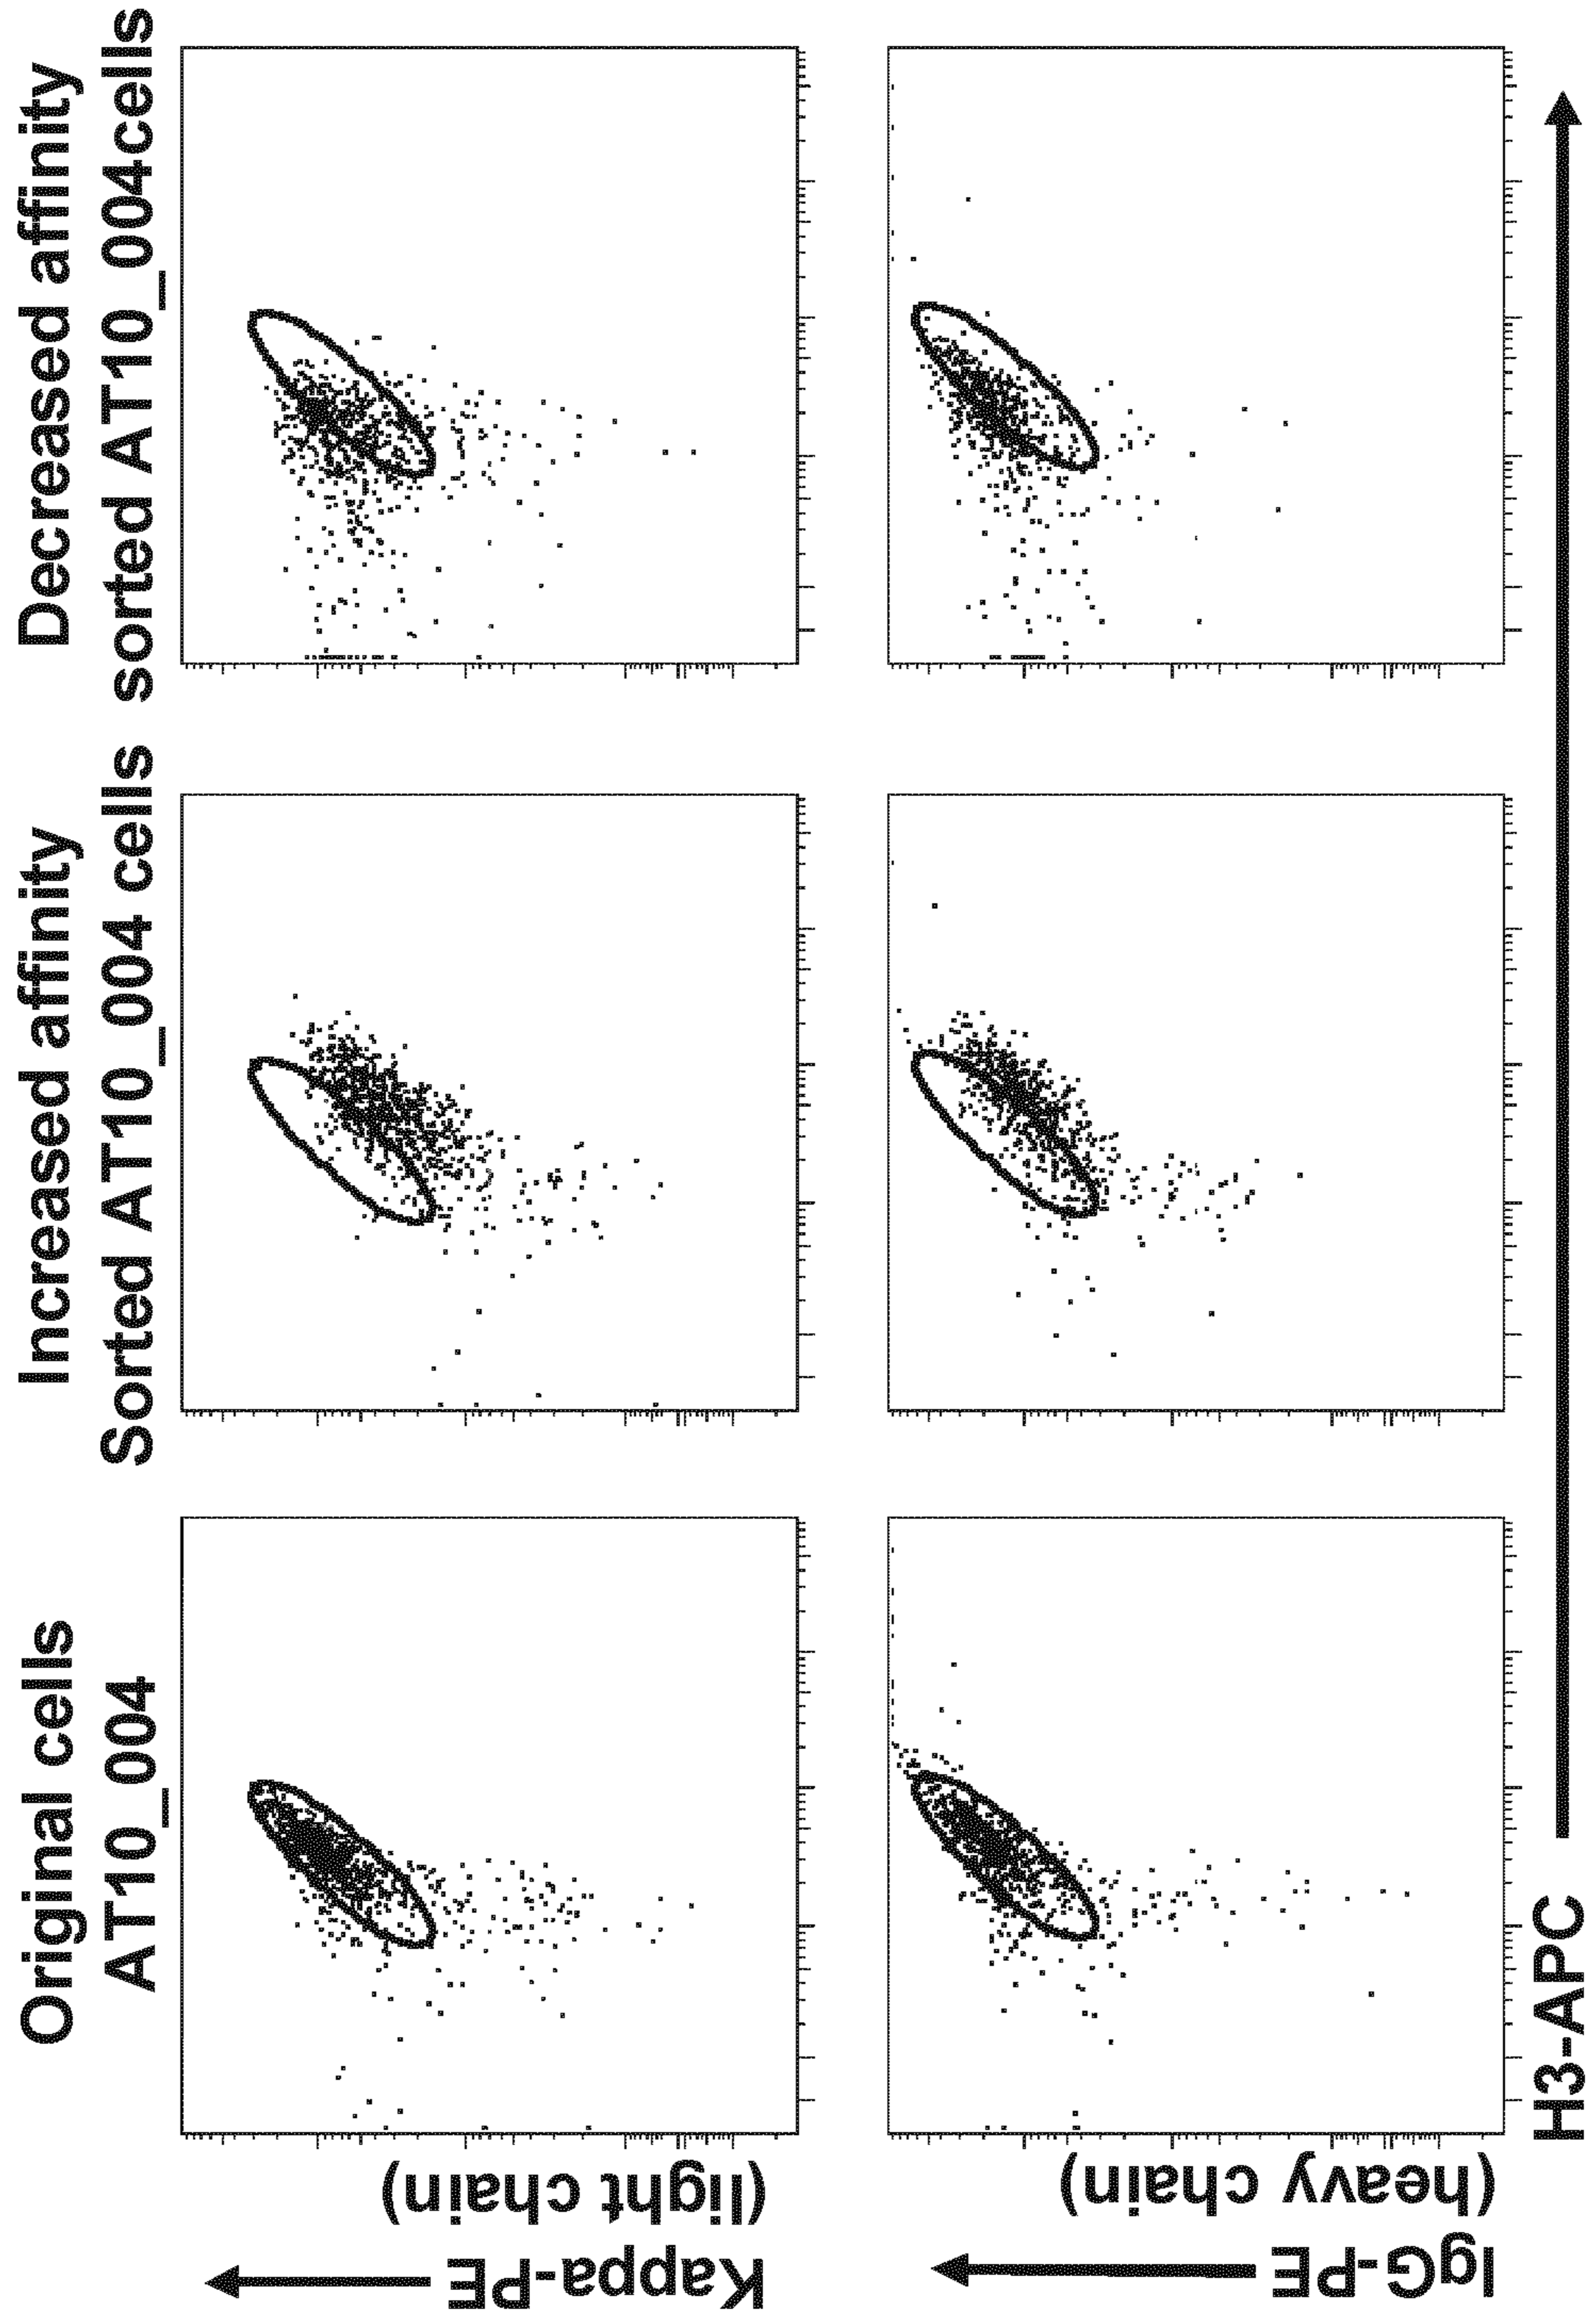 Original cells
AT10_004
Increased affinity
Sorted AT10_004 cells
Decreased affinity
sorted AT10_004cells
Kappa-PE
(light chain)
IgG-PE
(heavy chain)
H3-APC